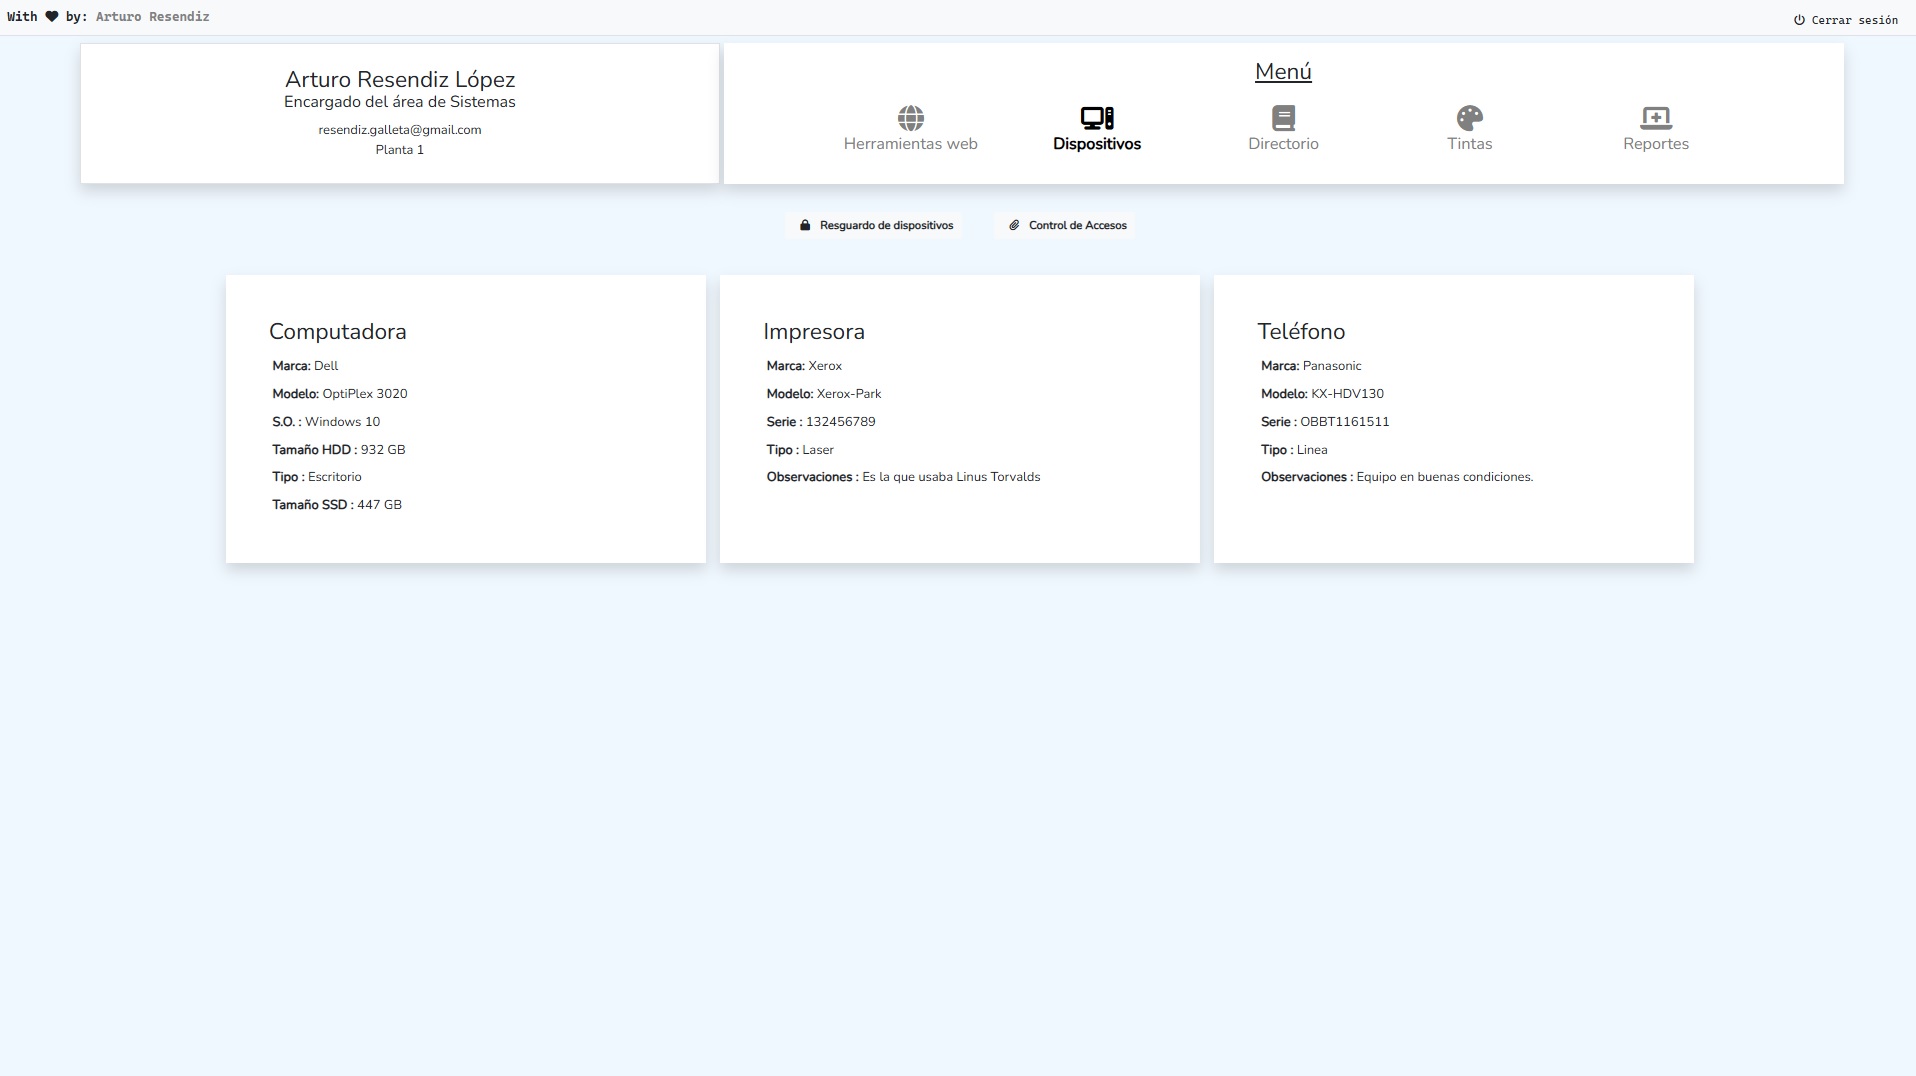 With ♥ by: Arturo Resendiz
Cerrar sesión
Arturo Resendiz López
Encargado del área de Sistemas
resendiz.galleta@gmail.com
Planta 1
Menú
Herramientas web
Dispositivos
Directorio
Tintas
Reportes
Resguardo de dispositivos
Control de Accesos
Computadora
Marca: Dell
Modelo: OptiPlex 3020
S.O. : Windows 10
Tamaño HDD : 932 GB
Tipo : Escritorio
Tamaño SSD : 447 GB
Impresora
Marca: Xerox
Modelo: Xerox-Park
Serie : 132456789
Tipo : Laser
Observaciones : Es la que usaba Linus Torvalds
Teléfono
Marca: Panasonic
Modelo: KX-HDV130
Serie : OBBT1161511
Tipo : Linea
Observaciones : Equipo en buenas condiciones.